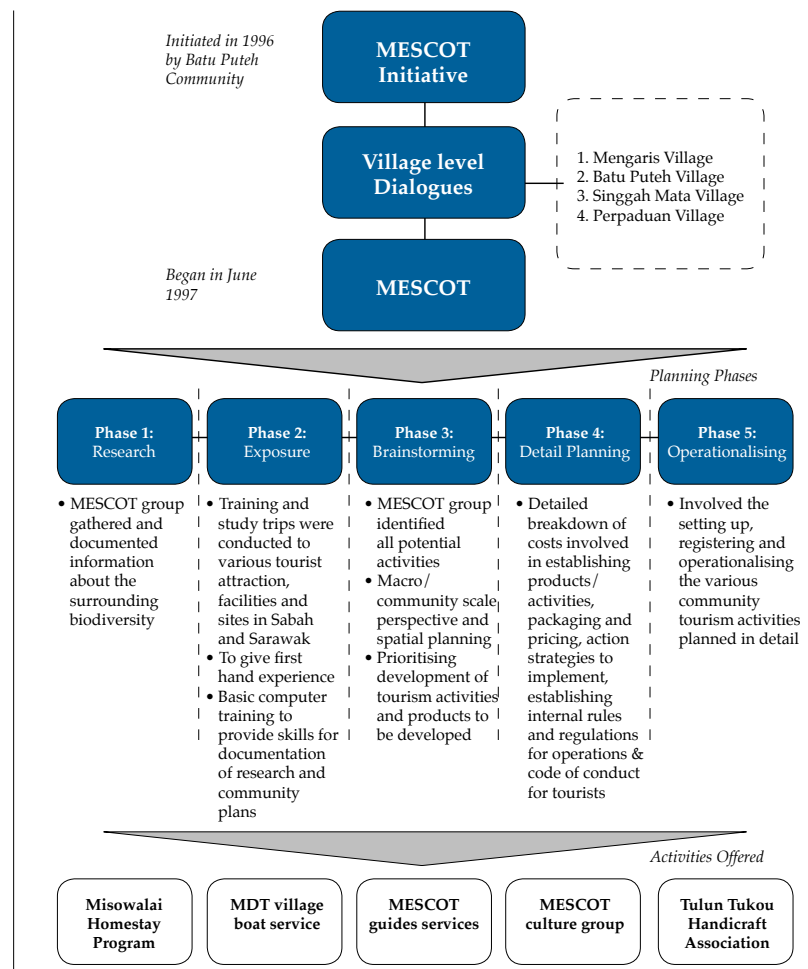 Initiated in 1996
by Batu Puteh
Community
MESCOT
Initiative
Village level
Dialogues
1. Mengaris Village
2. Batu Puteh Village
3. Singgah Mata Village
4. Perpaduan Village
Began in June
1997
MESCOT
Planning Phases
Phase 1:
Research
• MESCOT group
gathered and
documented
information
about the
surrounding
biodiversity
Phase 2:
Exposure
• Training and
study trips were
conducted to
various tourist
attraction,
facilities and
sites in Sabah
and Sarawak
• To give first
hand experience
• Basic computer
training to
provide skills for
documentation
of research and
community
plans
Phase 3:
Brainstorming
• MESCOT group
identified
all potential
activities
• Macro/
community scale
perspective and
spatial planning
• Prioritising
development of
tourism activities
and products to
be developed
Phase 4:
Detail Planning
• Detailed
breakdown of
costs involved
in establishing
products/
activities,
packaging and
pricing, action
strategies to
implement,
establishing
internal rules
and regulations
for operations &
code of conduct
for tourists
Phase 5:
Operationalising
• Involved the
setting up,
registering and
operationalising
the various
community
tourism activities
planned in detail
Activities Offered
Misowalai
Homestay
Program
MDT village
boat service
MESCOT
guides services
MESCOT
culture group
Tulun Tukou
Handicraft
Association